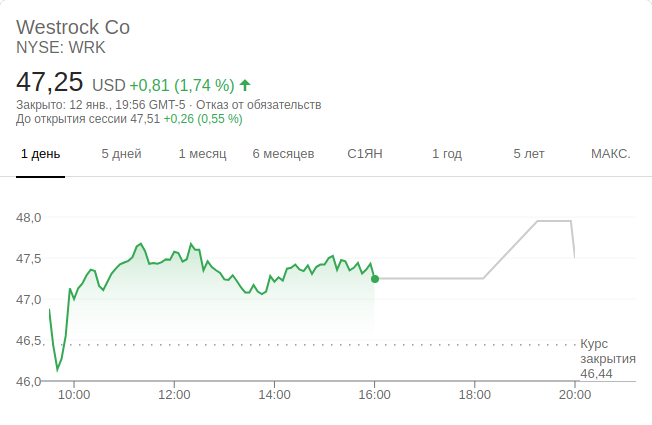 Westrock Co
NYSE: WRK
47,25 USD +0,81 (1,74 %) ↑
Закрыто: 12 янв., 19:56 GMT-5 · Отказ от обязательств
До открытия сессии 47,51 +0,26 (0,55 %)
1 день 5 дней 1 месяц 6 месяцев С1ЯН 1 год 5 лет МАКС.
48,0
47,5
47,0
46,5
Курс
закрытия
46,44
46,0
10:00 12:00 14:00 16:00 18:00 20:00